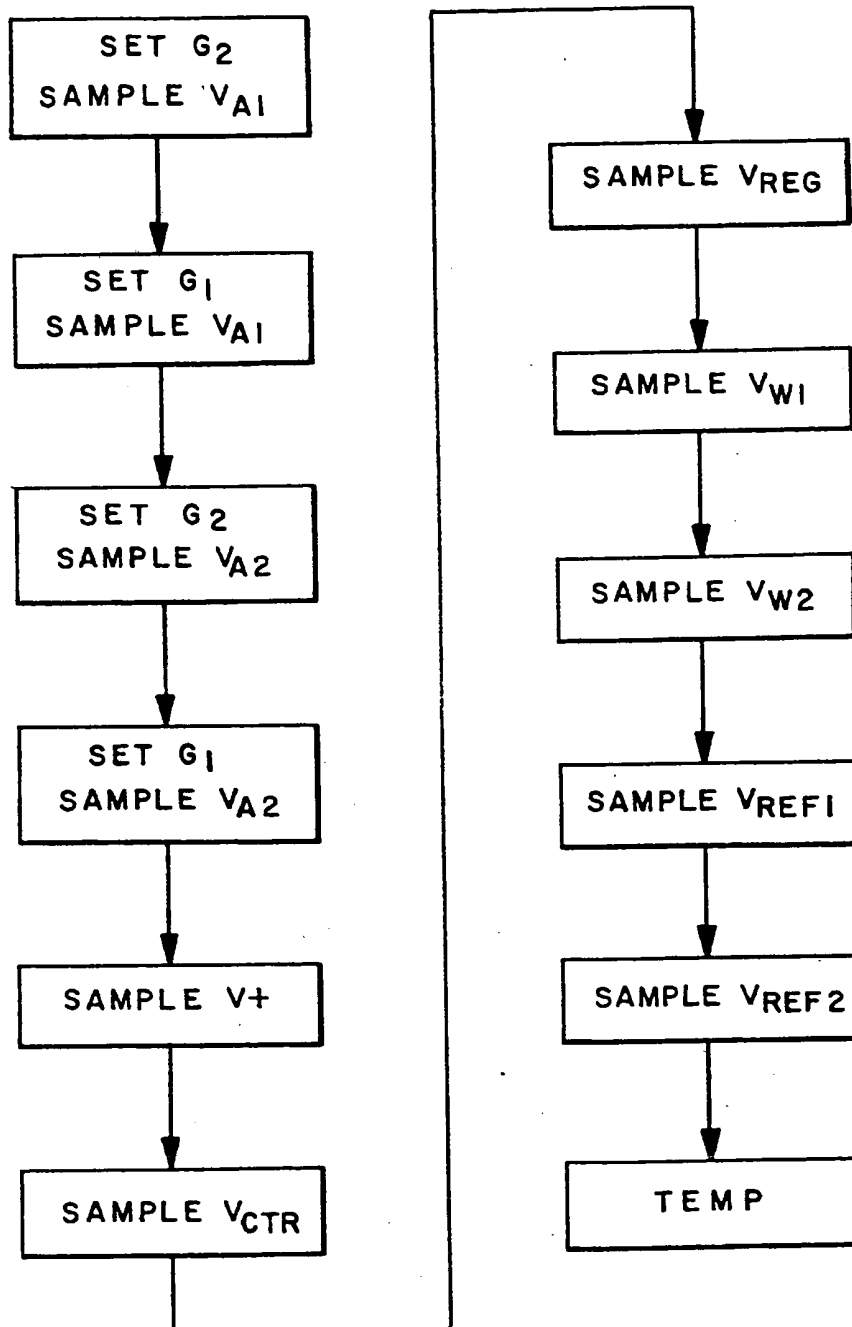 SET G2
SAMPLE VA1
SET G1
SAMPLE VA1
SET G2
SAMPLE VA2
SET G1
SAMPLE VA2
SAMPLE V+
SAMPLE VCTR
SAMPLE VREG
SAMPLE VW1
SAMPLE VW2
SAMPLE VREF1
SAMPLE VREF2
TEMP